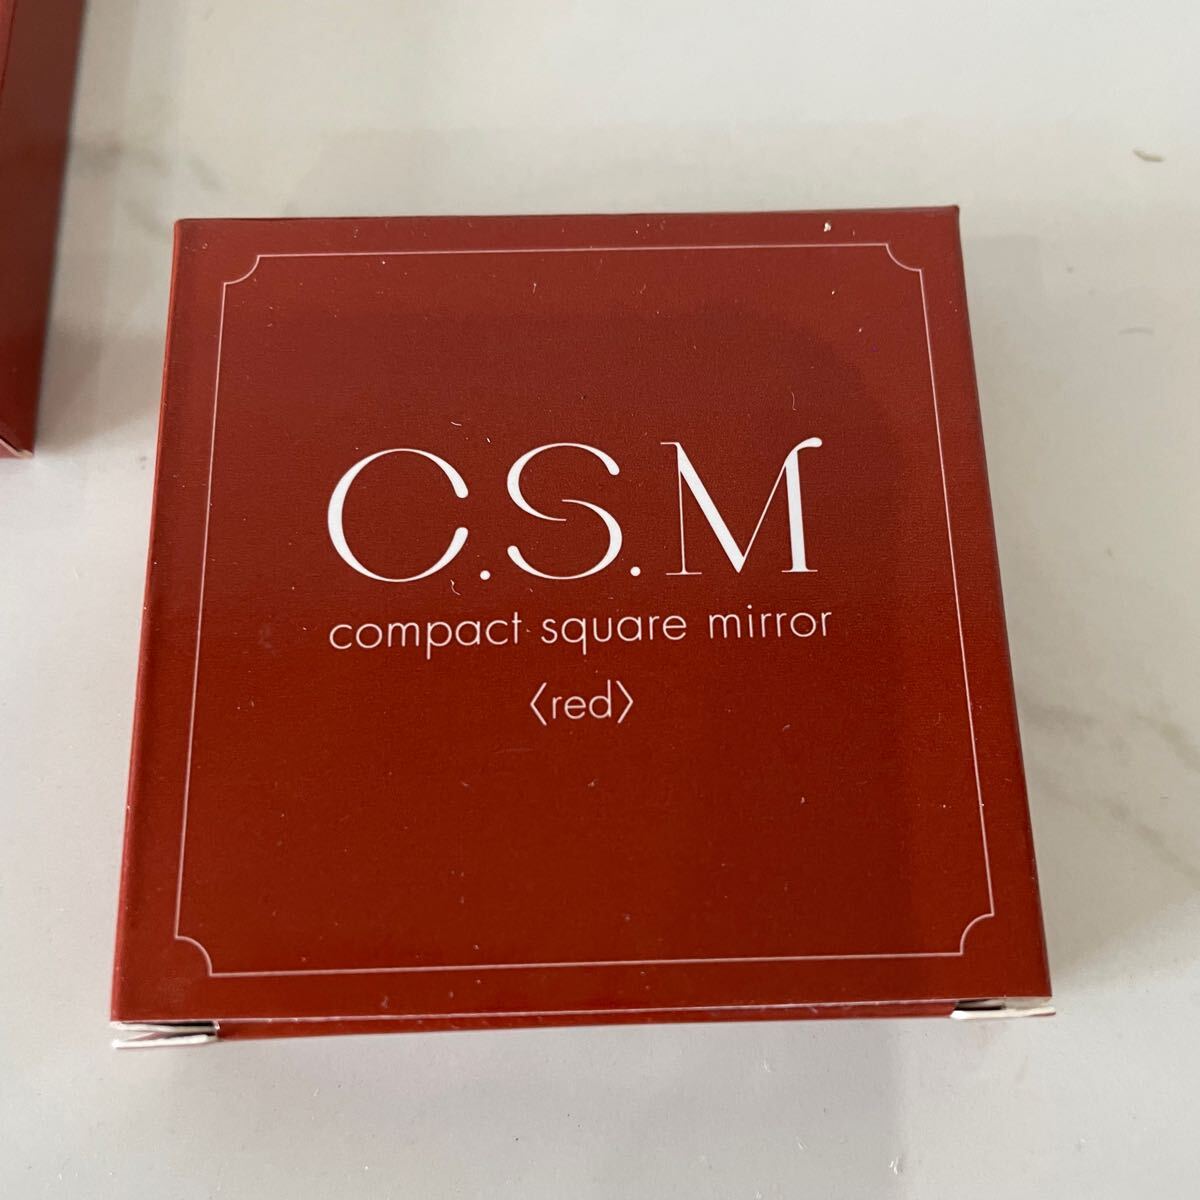 C.S.M
compact square mirror
〈red〉